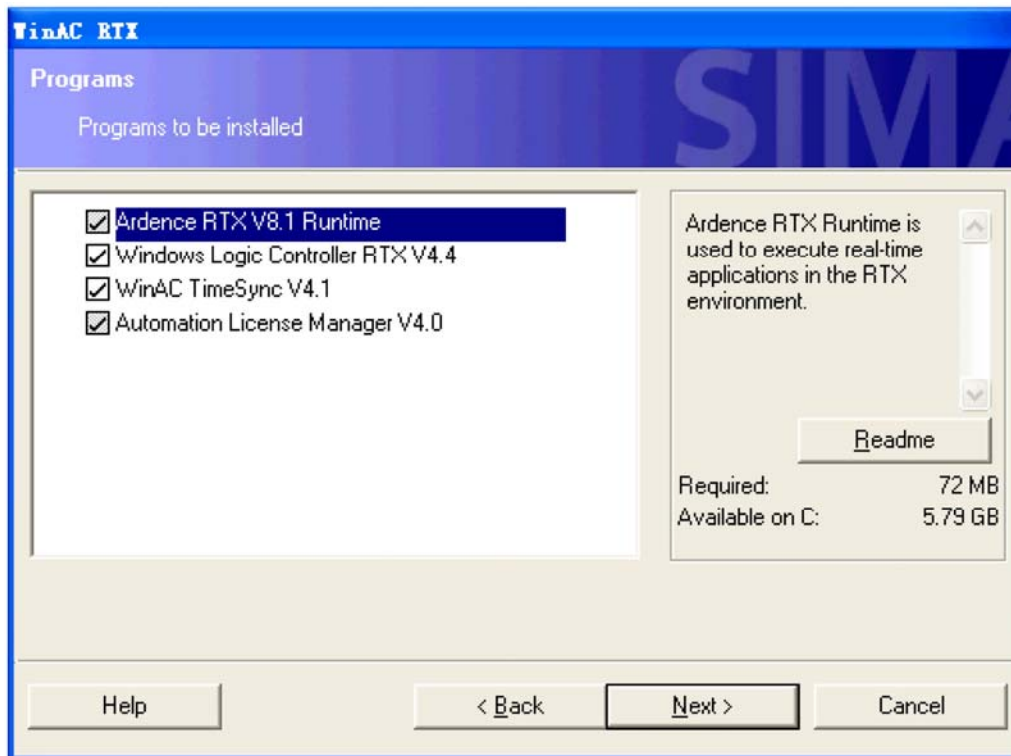 WinAC RTX
Programs
Programs to be installed
SIMA
Ardence RTX V8.1 Runtime
Windows Logic Controller RTX V4.4
WinAC TimeSync V4.1
Automation License Manager V4.0
Ardence RTX Runtime is
used to execute real-time
applications in the RTX
environment.
Readme
Required: 72 MB
Available on C: 5.79 GB
Help
< Back
Next >
Cancel